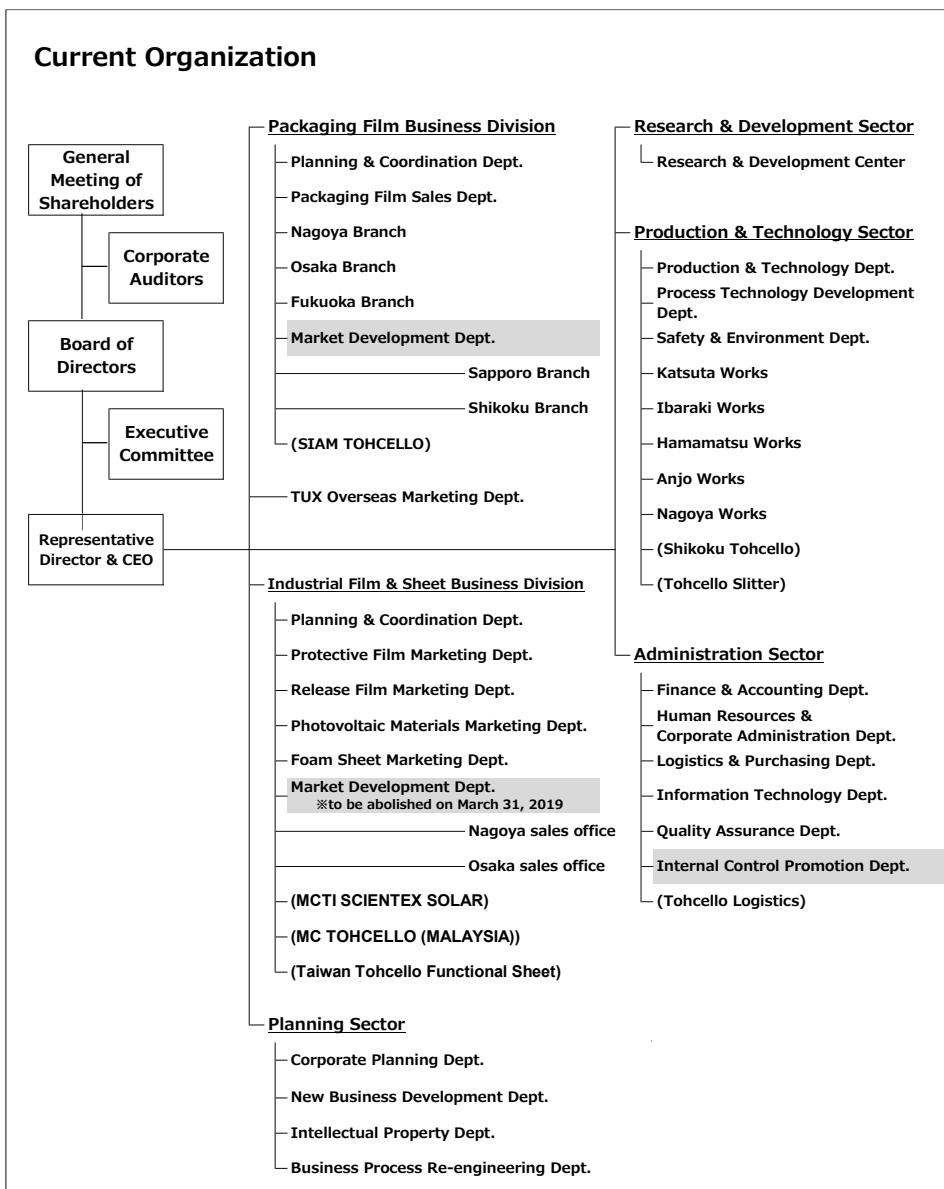 Current Organization
General
Meeting of
Shareholders
Corporate
Auditors
Board of
Directors
Executive
Committee
Representative
Director & CEO
Packaging Film Business Division
Planning & Coordination Dept.
Packaging Film Sales Dept.
Nagoya Branch
Osaka Branch
Fukuoka Branch
Market Development Dept.
Sapporo Branch
Shikoku Branch
(SIAM TOHCELLO)
TUX Overseas Marketing Dept.
Industrial Film & Sheet Business Division
Planning & Coordination Dept.
Protective Film Marketing Dept.
Release Film Marketing Dept.
Photovoltaic Materials Marketing Dept.
Foam Sheet Marketing Dept.
Market Development Dept.
※to be abolished on March 31, 2019
Nagoya sales office
Osaka sales office
(MCTI SCIENTEX SOLAR)
(MC TOHCELLO (MALAYSIA))
(Taiwan Tohcello Functional Sheet)
Planning Sector
Corporate Planning Dept.
New Business Development Dept.
Intellectual Property Dept.
Business Process Re-engineering Dept.
Research & Development Sector
Research & Development Center
Production & Technology Sector
Production & Technology Dept.
Process Technology Development
Dept.
Safety & Environment Dept.
Katsuta Works
Ibaraki Works
Hamamatsu Works
Anjo Works
Nagoya Works
(Shikoku Tohcello)
(Tohcello Slitter)
Administration Sector
Finance & Accounting Dept.
Human Resources &
Corporate Administration Dept.
Logistics & Purchasing Dept.
Information Technology Dept.
Quality Assurance Dept.
Internal Control Promotion Dept.
(Tohcello Logistics)